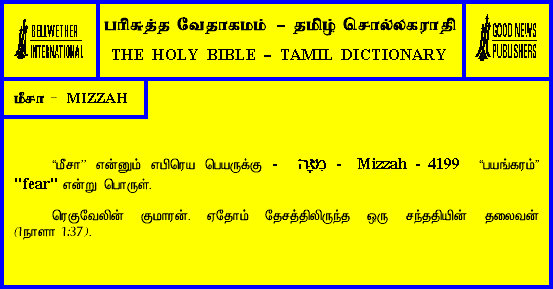 BELLWETHER
INTERNATIONAL
பரிசுத்த வேதாகமம் – தமிழ் சொல்லகராதி
THE HOLY BIBLE – TAMIL DICTIONARY
GOOD NEWS
PUBLISHERS
மீசா - MIZZAH
“மீசா” என்னும் எபிரெய பெயருக்கு - מִזָּה - Mizzah - 4199 “பயங்கரம்”
"fear" என்று பொருள்.
ரெகுவேலின் குமாரன். ஏதோம் தேசத்திலிருந்த ஒரு சந்ததியின் தலைவன்
(1நாளா 1:37).